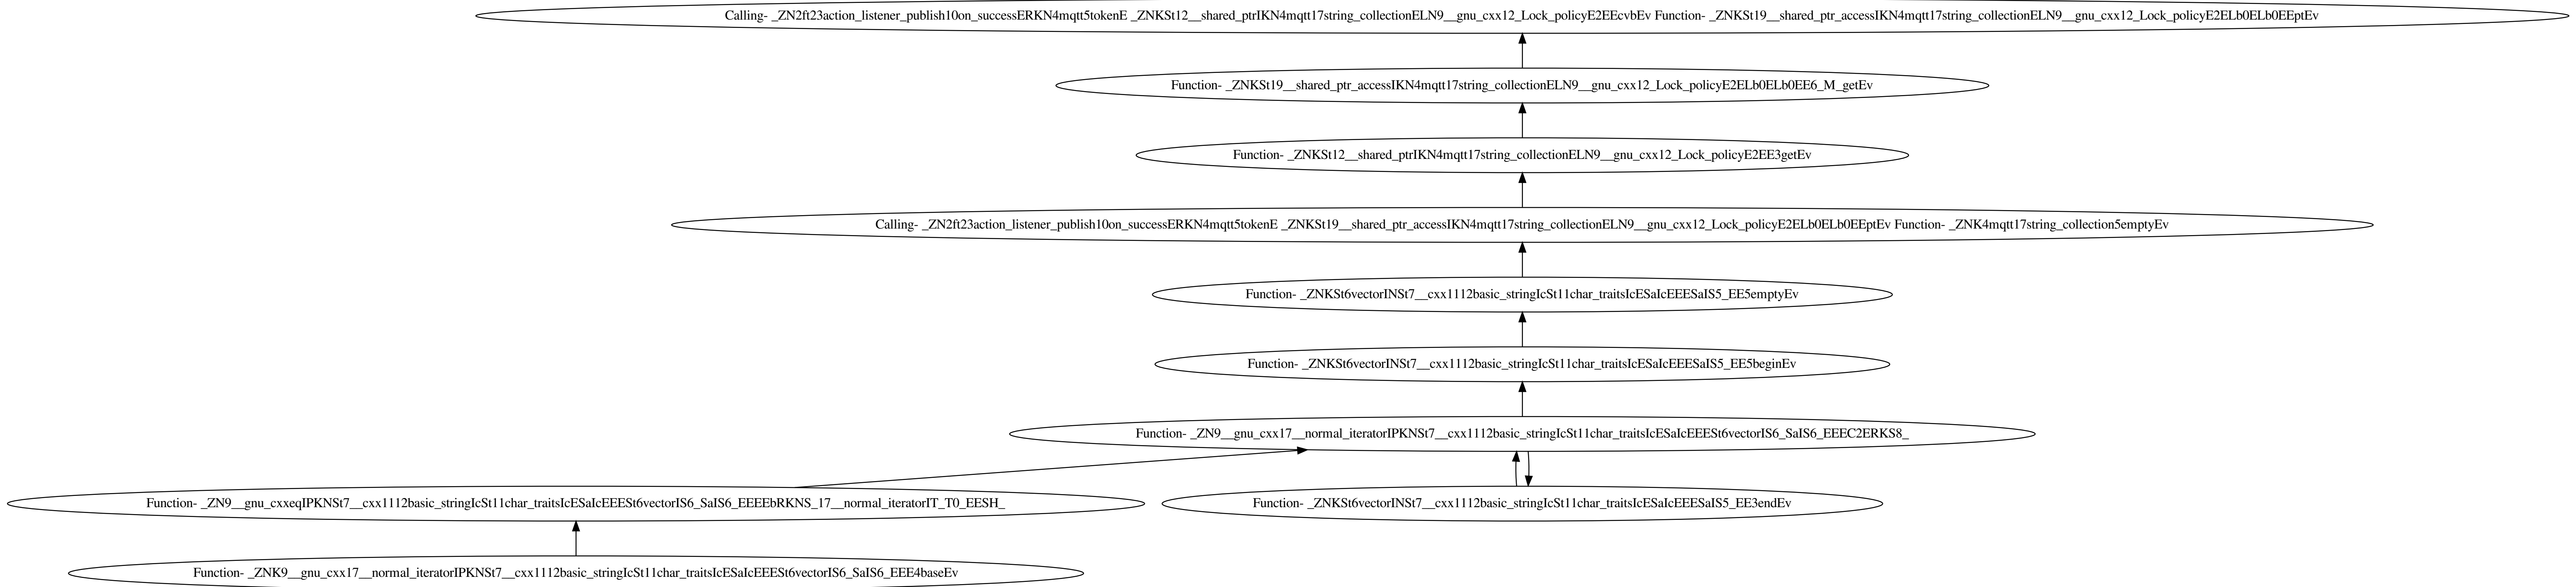 Calling- _ZN2ft23action_listener_publish10on_successERKN4mqtt5tokenE _ZNKSt12__shared_ptrIKN4mqtt17string_collectionELN9__gnu_cxx12_Lock_policyE2EEcvbEv Function- _ZNKSt19__shared_ptr_accessIKN4mqtt17string_collectionELN9__gnu_cxx12_Lock_policyE2ELb0ELb0EEptEv
Function- _ZNKSt19__shared_ptr_accessIKN4mqtt17string_collectionELN9__gnu_cxx12_Lock_policyE2ELb0ELb0EE6_M_getEv
Function- _ZNKSt12__shared_ptrIKN4mqtt17string_collectionELN9__gnu_cxx12_Lock_policyE2EE3getEv
Calling- _ZN2ft23action_listener_publish10on_successERKN4mqtt5tokenE _ZNKSt19__shared_ptr_accessIKN4mqtt17string_collectionELN9__gnu_cxx12_Lock_policyE2ELb0ELb0EEptEv Function- _ZNK4mqtt17string_collection5emptyEv
Function- _ZNKSt6vectorINSt7__cxx1112basic_stringIcSt11char_traitsIcESaIcEEESaIS5_EE5emptyEv
Function- _ZNKSt6vectorINSt7__cxx1112basic_stringIcSt11char_traitsIcESaIcEEESaIS5_EE5beginEv
Function- _ZN9__gnu_cxx17__normal_iteratorIPKNSt7__cxx1112basic_stringIcSt11char_traitsIcESaIcEEESt6vectorIS6_SaIS6_EEEC2ERKS8_
Function- _ZN9__gnu_cxxeqIPKNSt7__cxx1112basic_stringIcSt11char_traitsIcESaIcEEESt6vectorIS6_SaIS6_EEEEbRKNS_17__normal_iteratorIT_T0_EESH_
Function- _ZNKSt6vectorINSt7__cxx1112basic_stringIcSt11char_traitsIcESaIcEEESaIS5_EE3endEv
Function- _ZNK9__gnu_cxx17__normal_iteratorIPKNSt7__cxx1112basic_stringIcSt11char_traitsIcESaIcEEESt6vectorIS6_SaIS6_EEE4baseEv